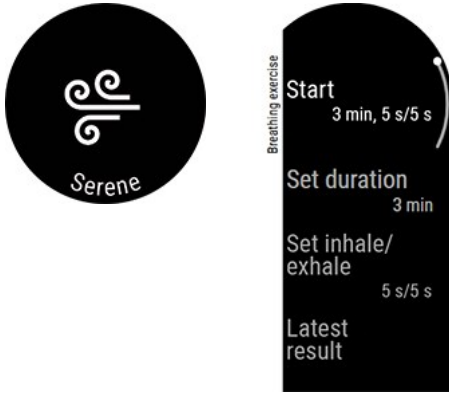 Serene
Breathing exercise
Start
3 min, 5 s/5 s
Set duration
3 min
Set inhale/
exhale
5 s/5 s
Latest
result